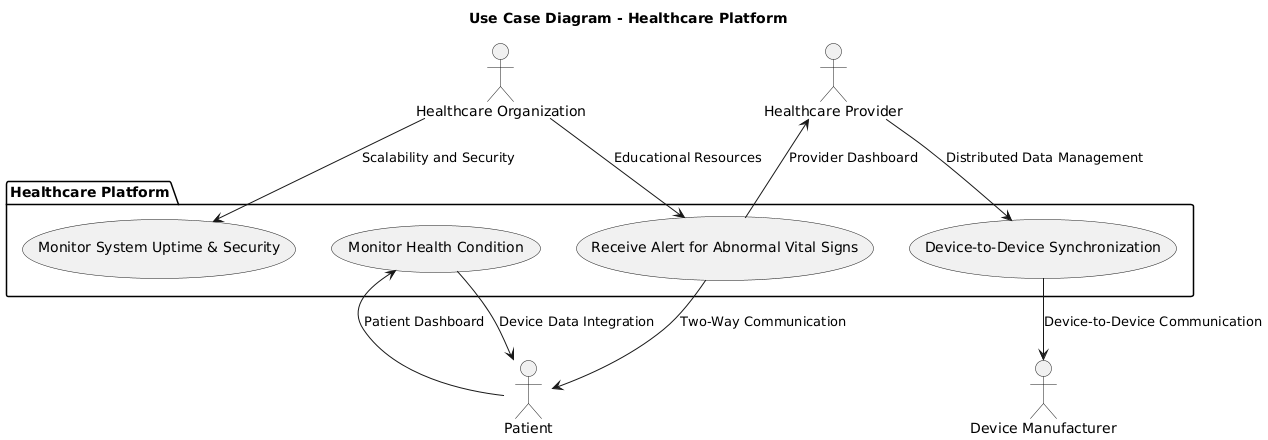 Use Case Diagram - Healthcare Platform
Healthcare Organization
Healthcare Provider
Scalability and Security
Educational Resources
Provider Dashboard
Distributed Data Management
Healthcare Platform
Monitor System Uptime & Security
Monitor Health Condition
Receive Alert for Abnormal Vital Signs
Device-to-Device Synchronization
Patient Dashboard
Device Data Integration
Two-Way Communication
Device-to-Device Communication
Patient
Device Manufacturer